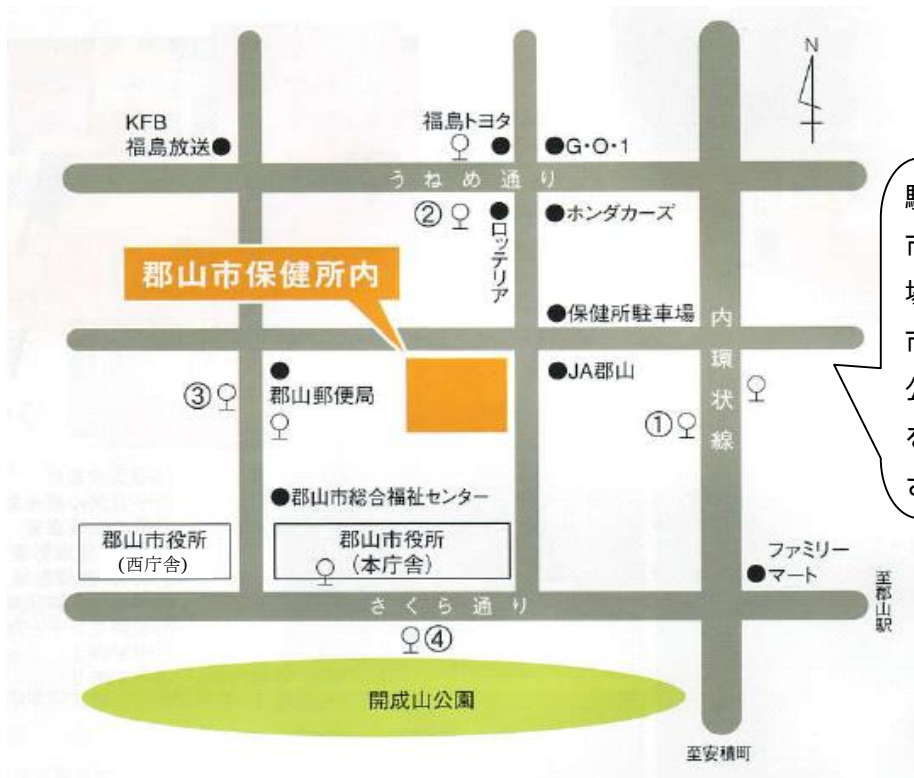 N
KFB
福島放送●
福島トヨタ
●G・O・1
うねめ通り
②
ロッテリア
●ホンダカーズ
郡山市保健所内
●保健所駐車場
内環状線
③
郡山郵便局
●JA郡山
①
●郡山市総合福祉センター
郡山市役所
(西庁舎)
郡山市役所
(本庁舎)
ファミリー
●マート
さくら通り
至郡山駅
④
開成山公園
至安積町
市
市